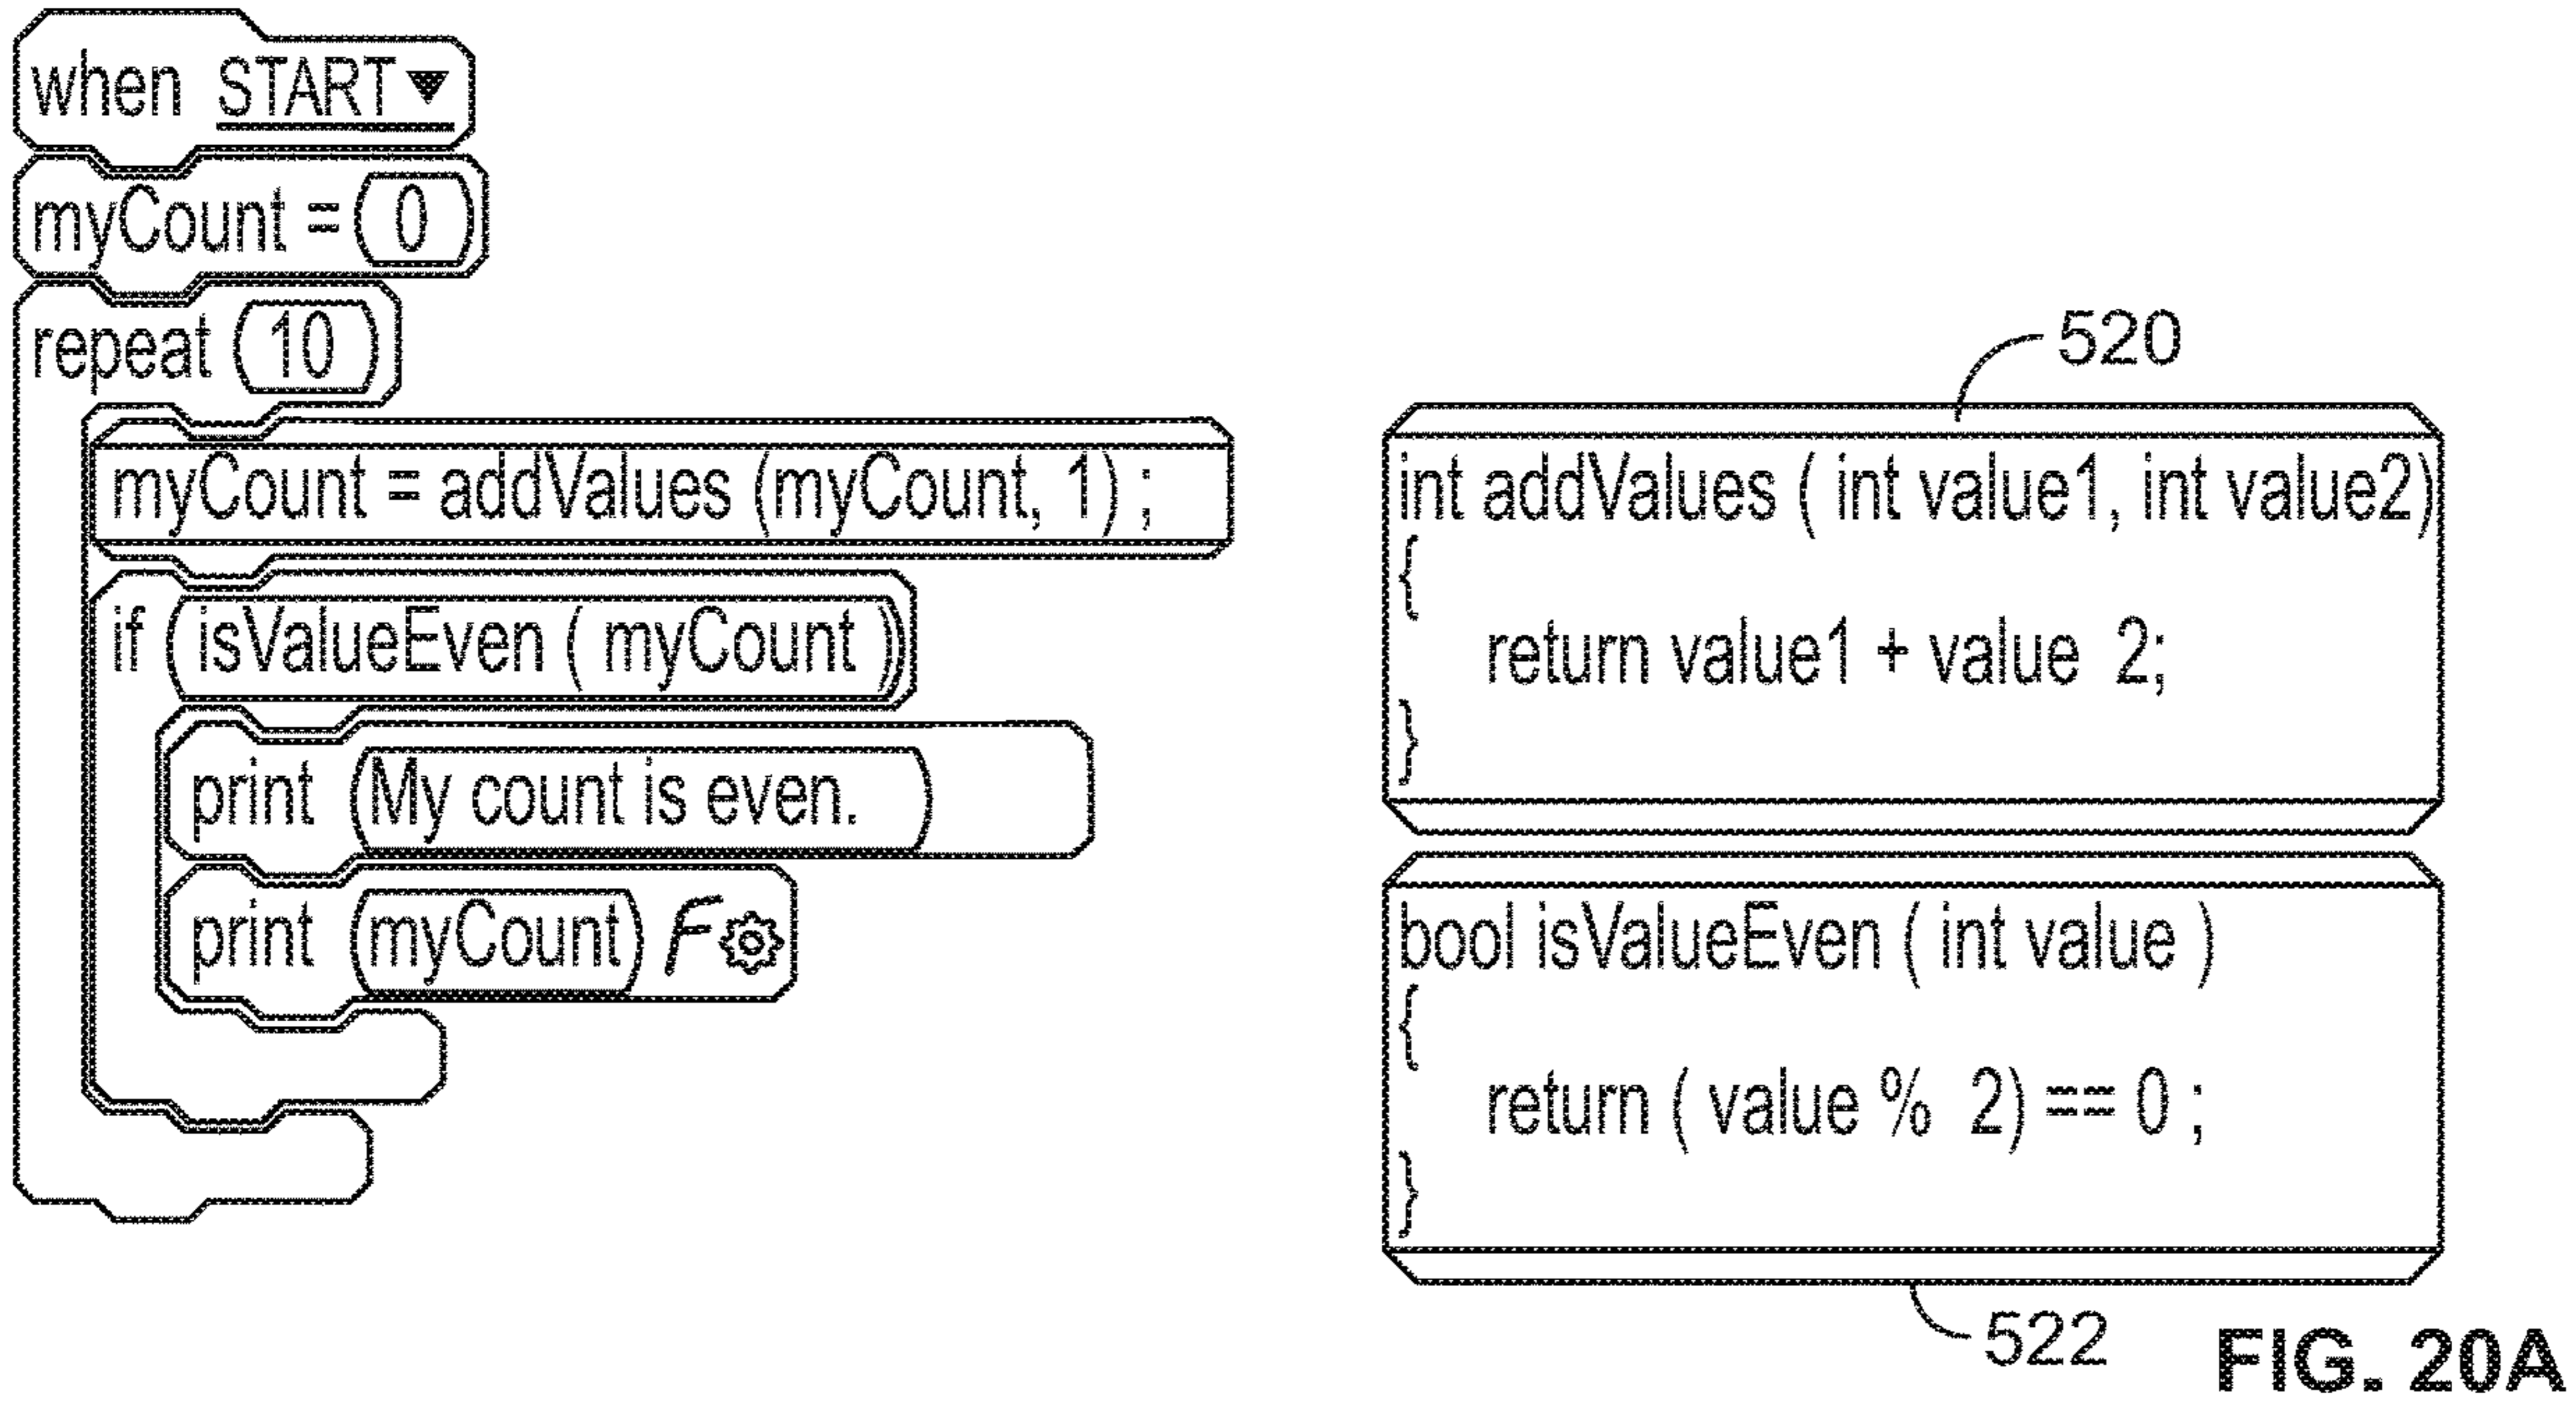 when START
myCount = 0
repeat 10
myCount = addValues (myCount, 1) ;
if ( isValueEven ( myCount ))
print (My count is even. )
print (myCount)
520
int addValues ( int value1, int value2)
{
return value1 + value 2;
}
bool isValueEven ( int value )
{
return ( value % 2) == 0 ;
}
522
FIG. 20A